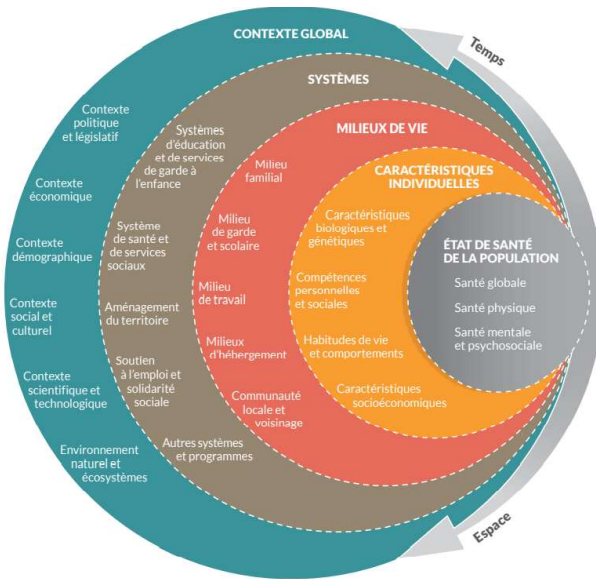 CONTEXTE GLOBAL
Contexte
politique
et législatif
Contexte
économique
Contexte
démographique
Contexte
social et
culturel
Contexte
scientifique et
technologique
Environnement
naturel et
écosystèmes
SYSTÈMES
Systèmes
d'éducation
et de services
de garde à
l'enfance
Système
de santé et
de services
sociaux
Aménagement
du territoire
Soutien
à l'emploi et
solidarité
sociale
Autres systèmes
et programmes
MILIEUX DE VIE
Milieu
familial
Milieu
de garde
et scolaire
Milieu
de travail
Milieux
d'hébergement
Communauté
locale et
voisinage
CARACTÉRISTIQUES
INDIVIDUELLES
Caractéristiques
biologiques et
génétiques
Compétences
personnelles
et sociales
Habitudes de vie
et comportements
Caractéristiques
socioéconomiques
ÉTAT DE SANTÉ
DE LA POPULATION
Santé globale
Santé physique
Santé mentale
et psychosociale
Temps
Espace